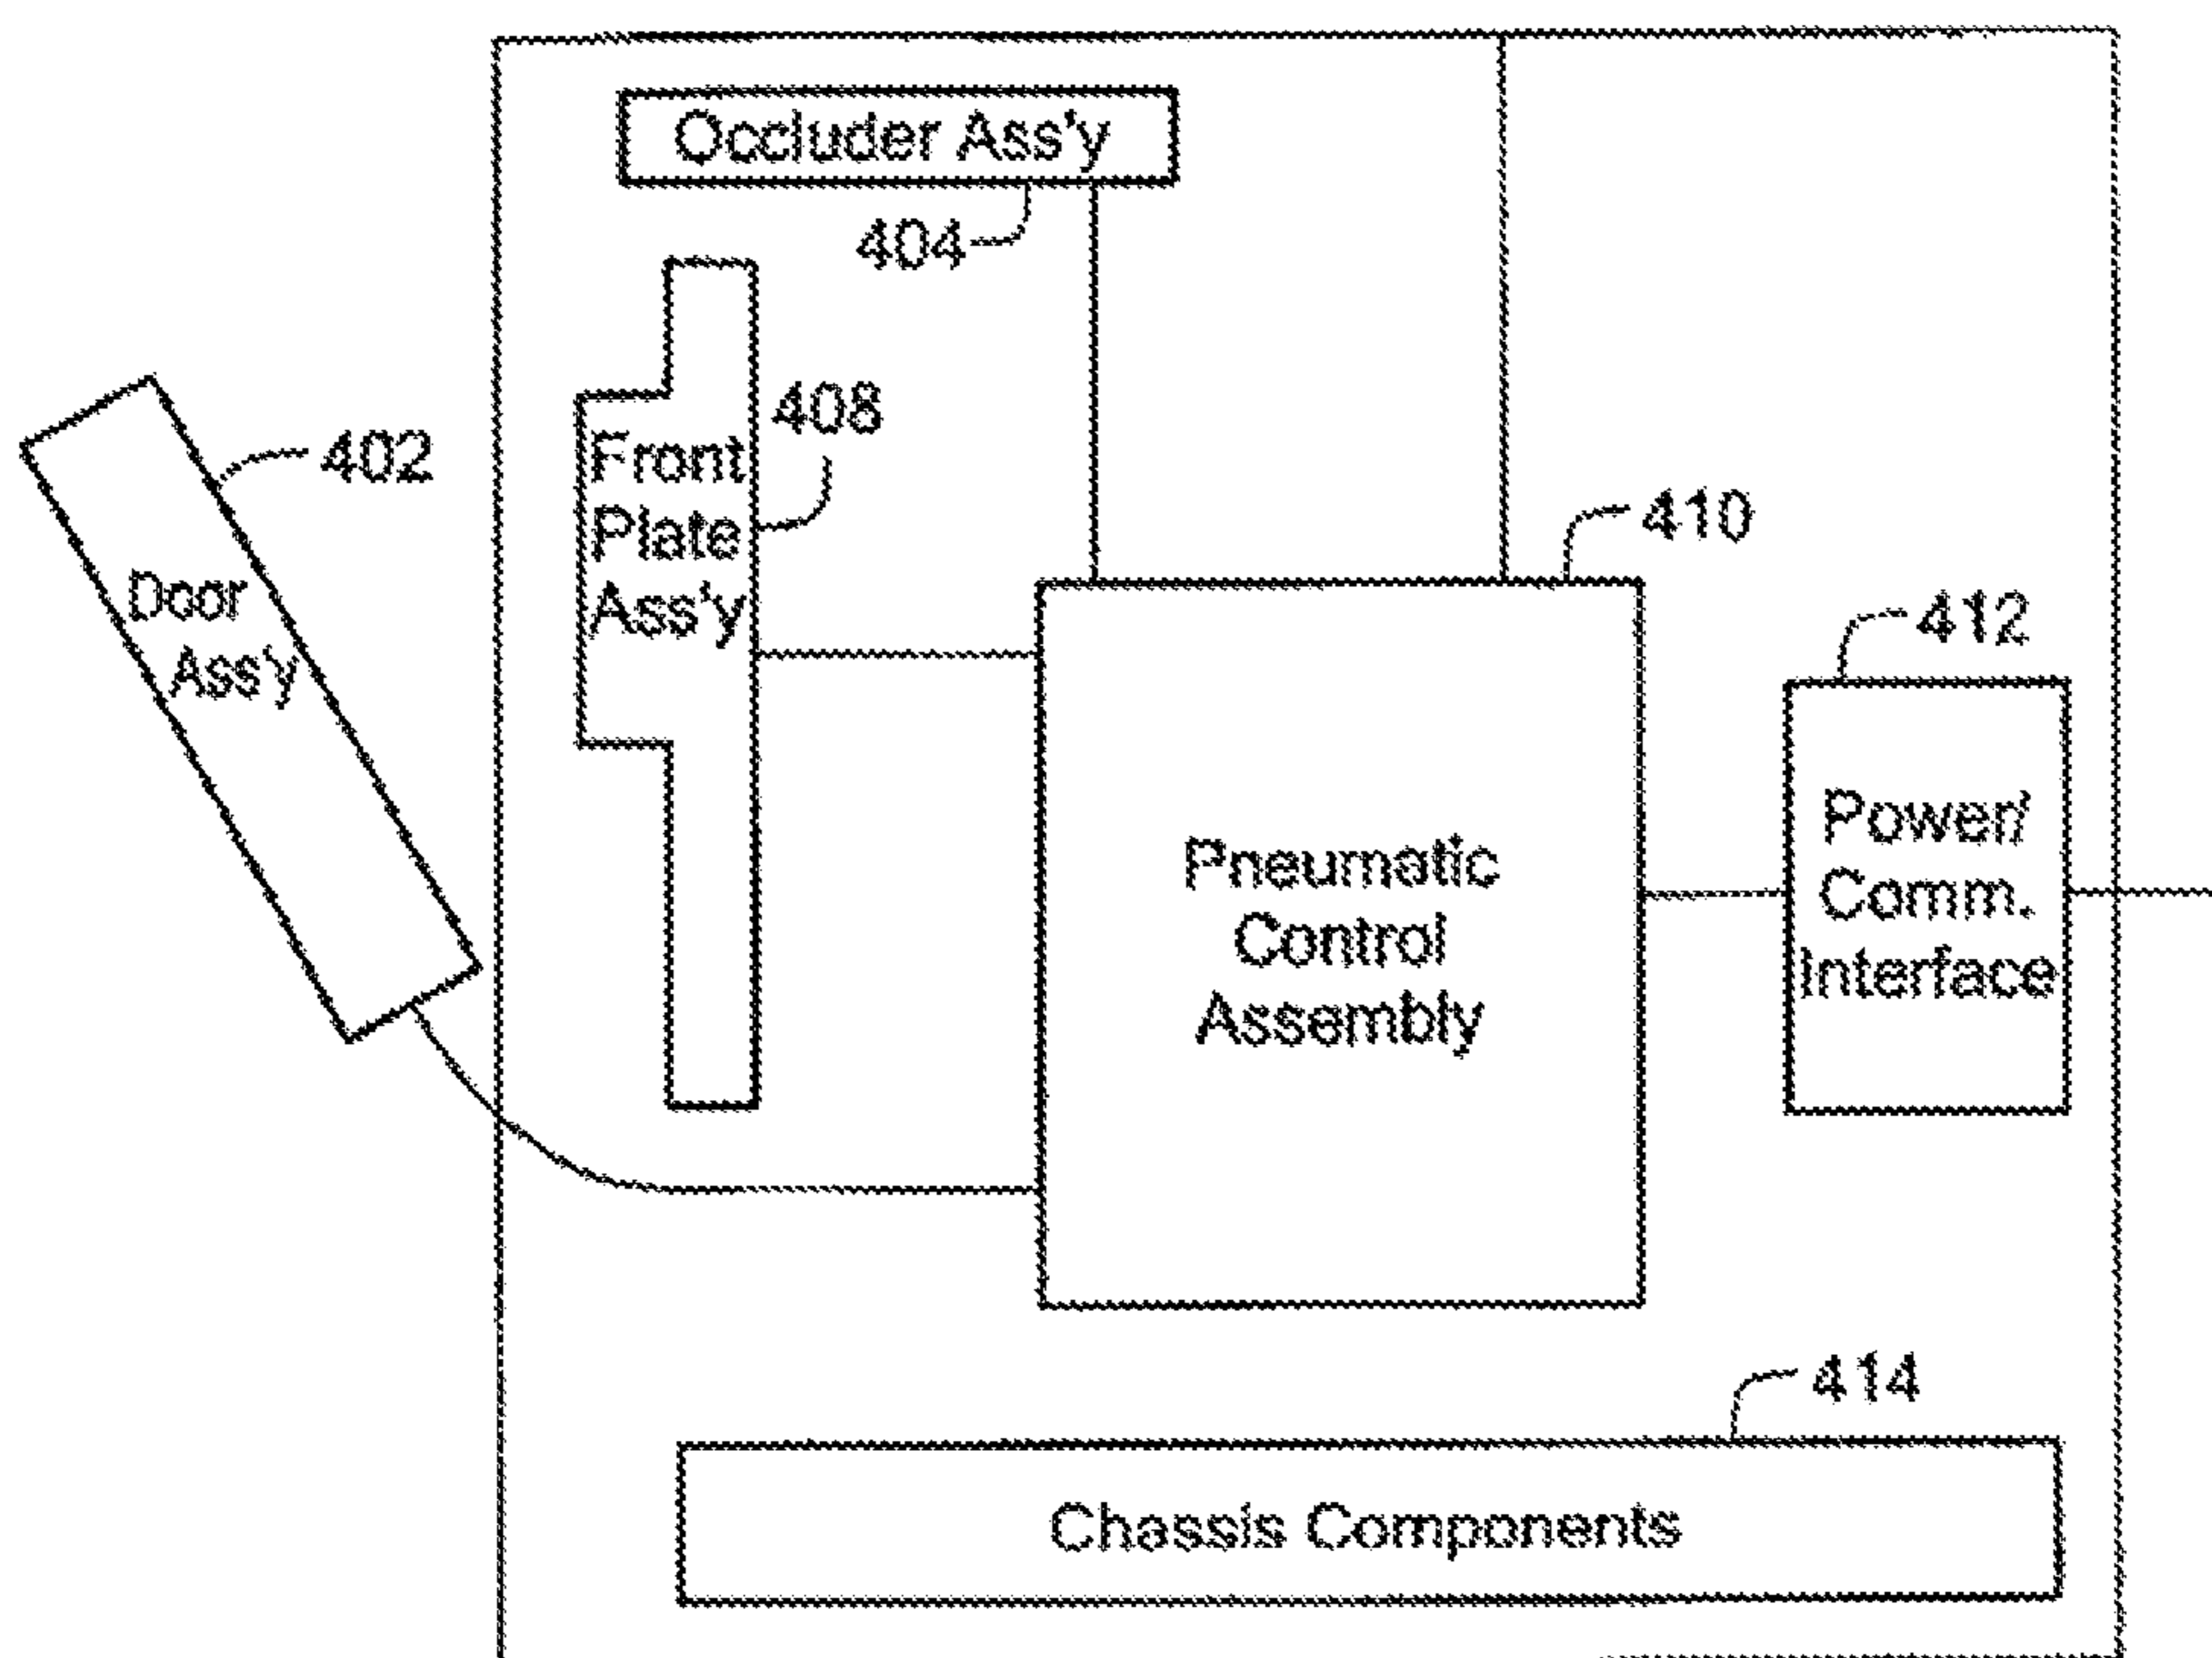 Occluder Ass'y
404
408
402
Front
Plate
Ass'y
410
Door
Ass'y
412
Power/
Comm.
Interface
Pneumatic
Control
Assembly
414
Chassis Components